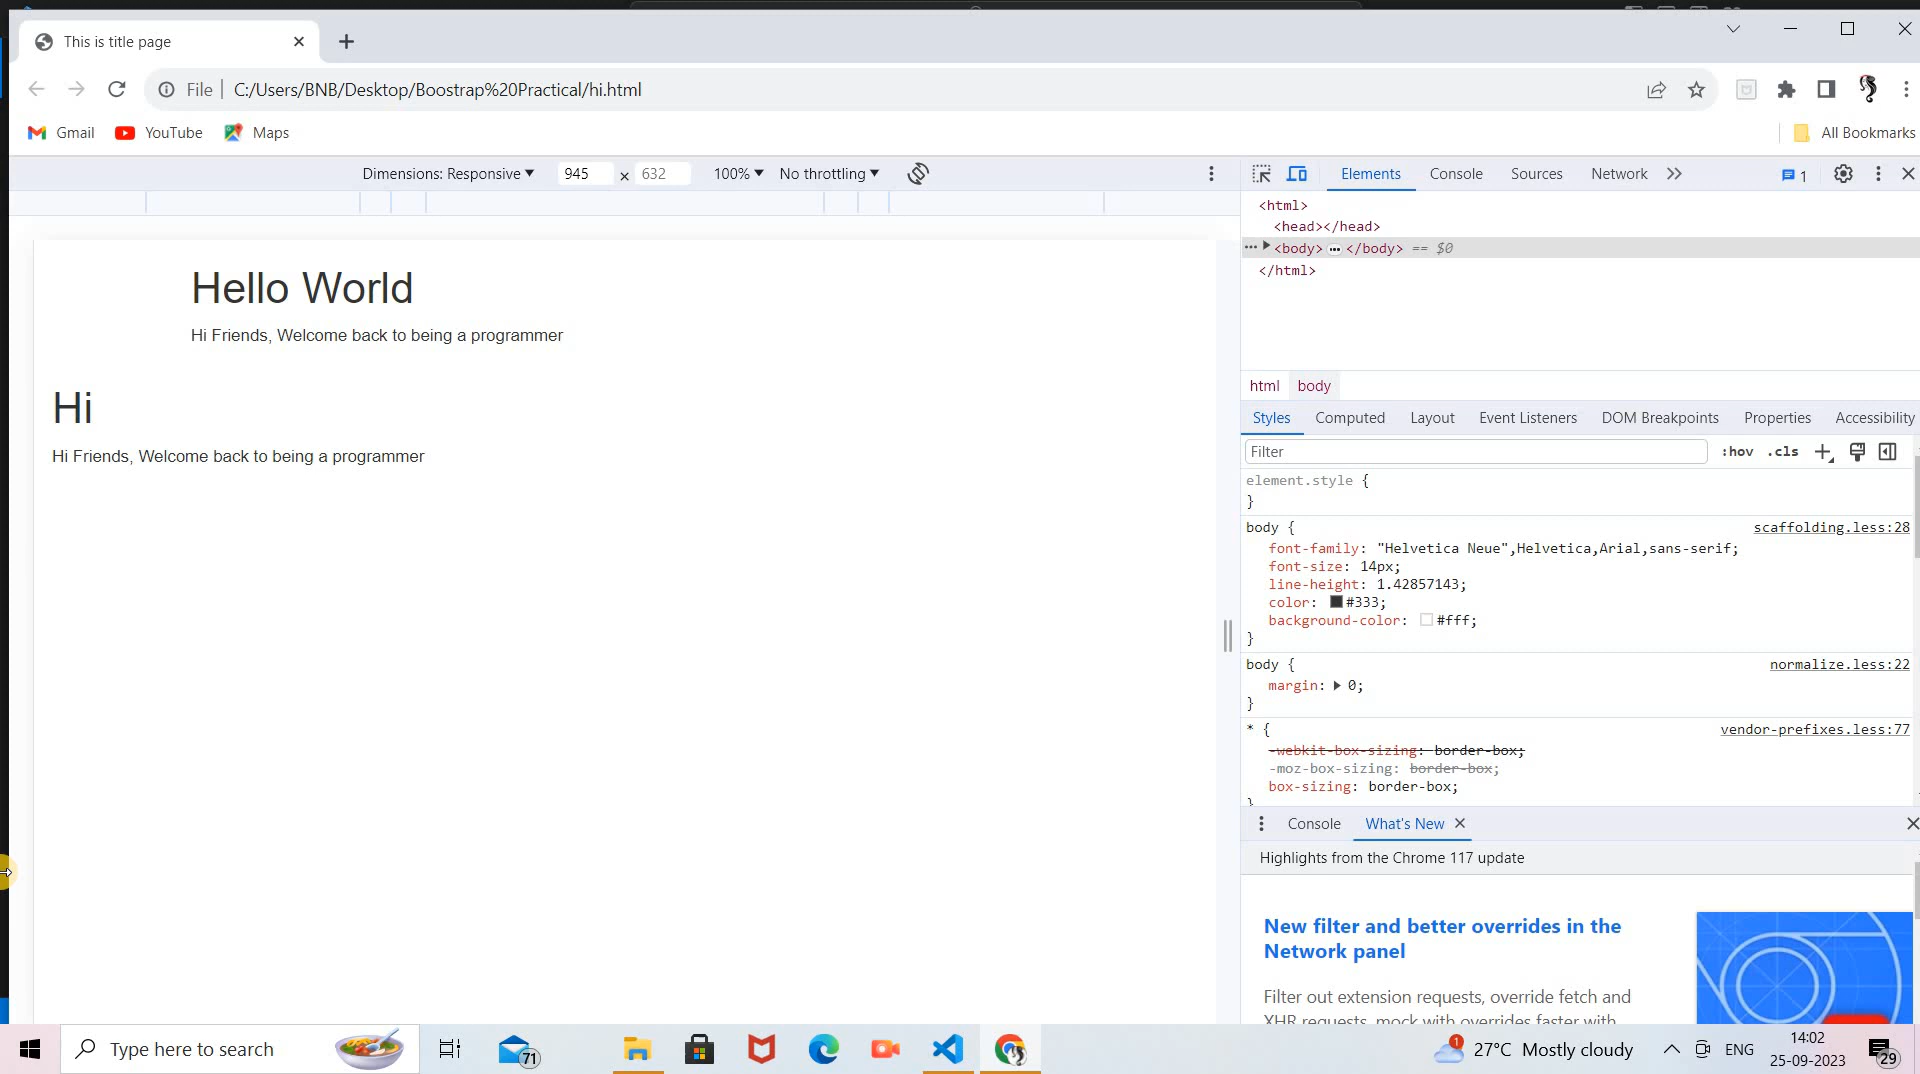 This is title page
File C:/Users/BNB/Desktop/Boostrap%20Practical/hi.html
Gmail YouTube Maps All Bookmarks
Dimensions: Responsive 945 × 632 100% No throttling
Elements Console Sources Network 1
<html>
<head></head>
<body> </body> == $0
</html>
html body
Styles Computed Layout Event Listeners DOM Breakpoints Properties Accessibility
Filter :hov .cls
element.style {
}
body { scaffolding.less:28
font-family: "Helvetica Neue",Helvetica,Arial,sans-serif;
font-size: 14px;
line-height: 1.42857143;
color: #333;
background-color: #fff;
}
body { normalize.less:22
margin: 0;
}
* { vendor-prefixes.less:77
-webkit-box-sizing: border-box;
-moz-box-sizing: border-box;
box-sizing: border-box;
}
Console What's New
Highlights from the Chrome 117 update
New filter and better overrides in the
Network panel
Filter out extension requests, override fetch and
XHR requests, mock with overrides faster with
Hello World
Hi Friends, Welcome back to being a programmer
Hi
Hi Friends, Welcome back to being a programmer
Type here to search 71 1 27°C Mostly cloudy ENG 14:02
25-09-2023 29